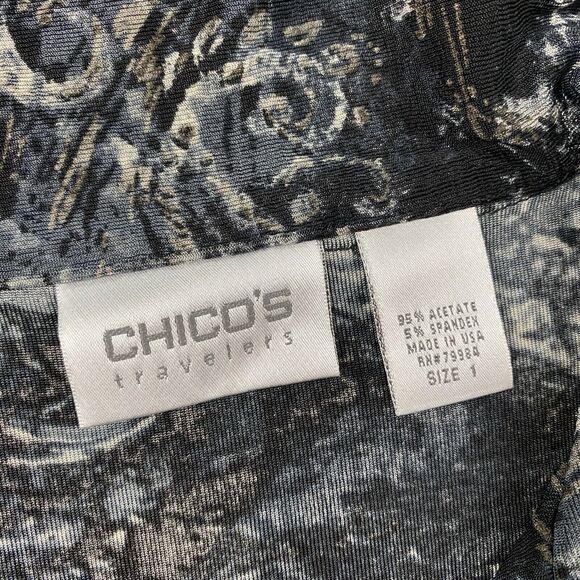 CHICO'S
travelers
95% ACETATE
5% SPANDEX
MADE IN USA
RN#79984
SIZE 1